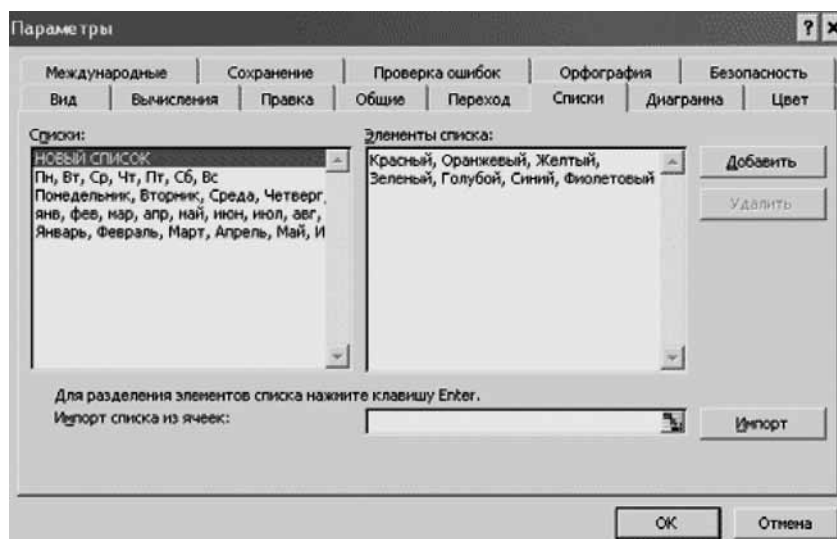 Параметры
Международные Сохранение Проверка ошибок Орфография Безопасность
Вид Вычисления Правка Общие Переход Списки Диаграмма Цвет
Списки:
НОВЫЙ СПИСОК
Пн, Вт, Ср, Чт, Пт, Сб, Вс
Понедельник, Вторник, Среда, Четверг,
янв, фев, мар, апр, май, июн, июл, авг,
Январь, Февраль, Март, Апрель, Май, И
Элементы списка:
Красный, Оранжевый, Желтый,
Зеленый, Голубой, Синий, Фиолетовый
Добавить
Удалить
Для разделения элементов списка нажмите клавишу Enter.
Импорт списка из ячеек:
Импорт
OK
Отмена